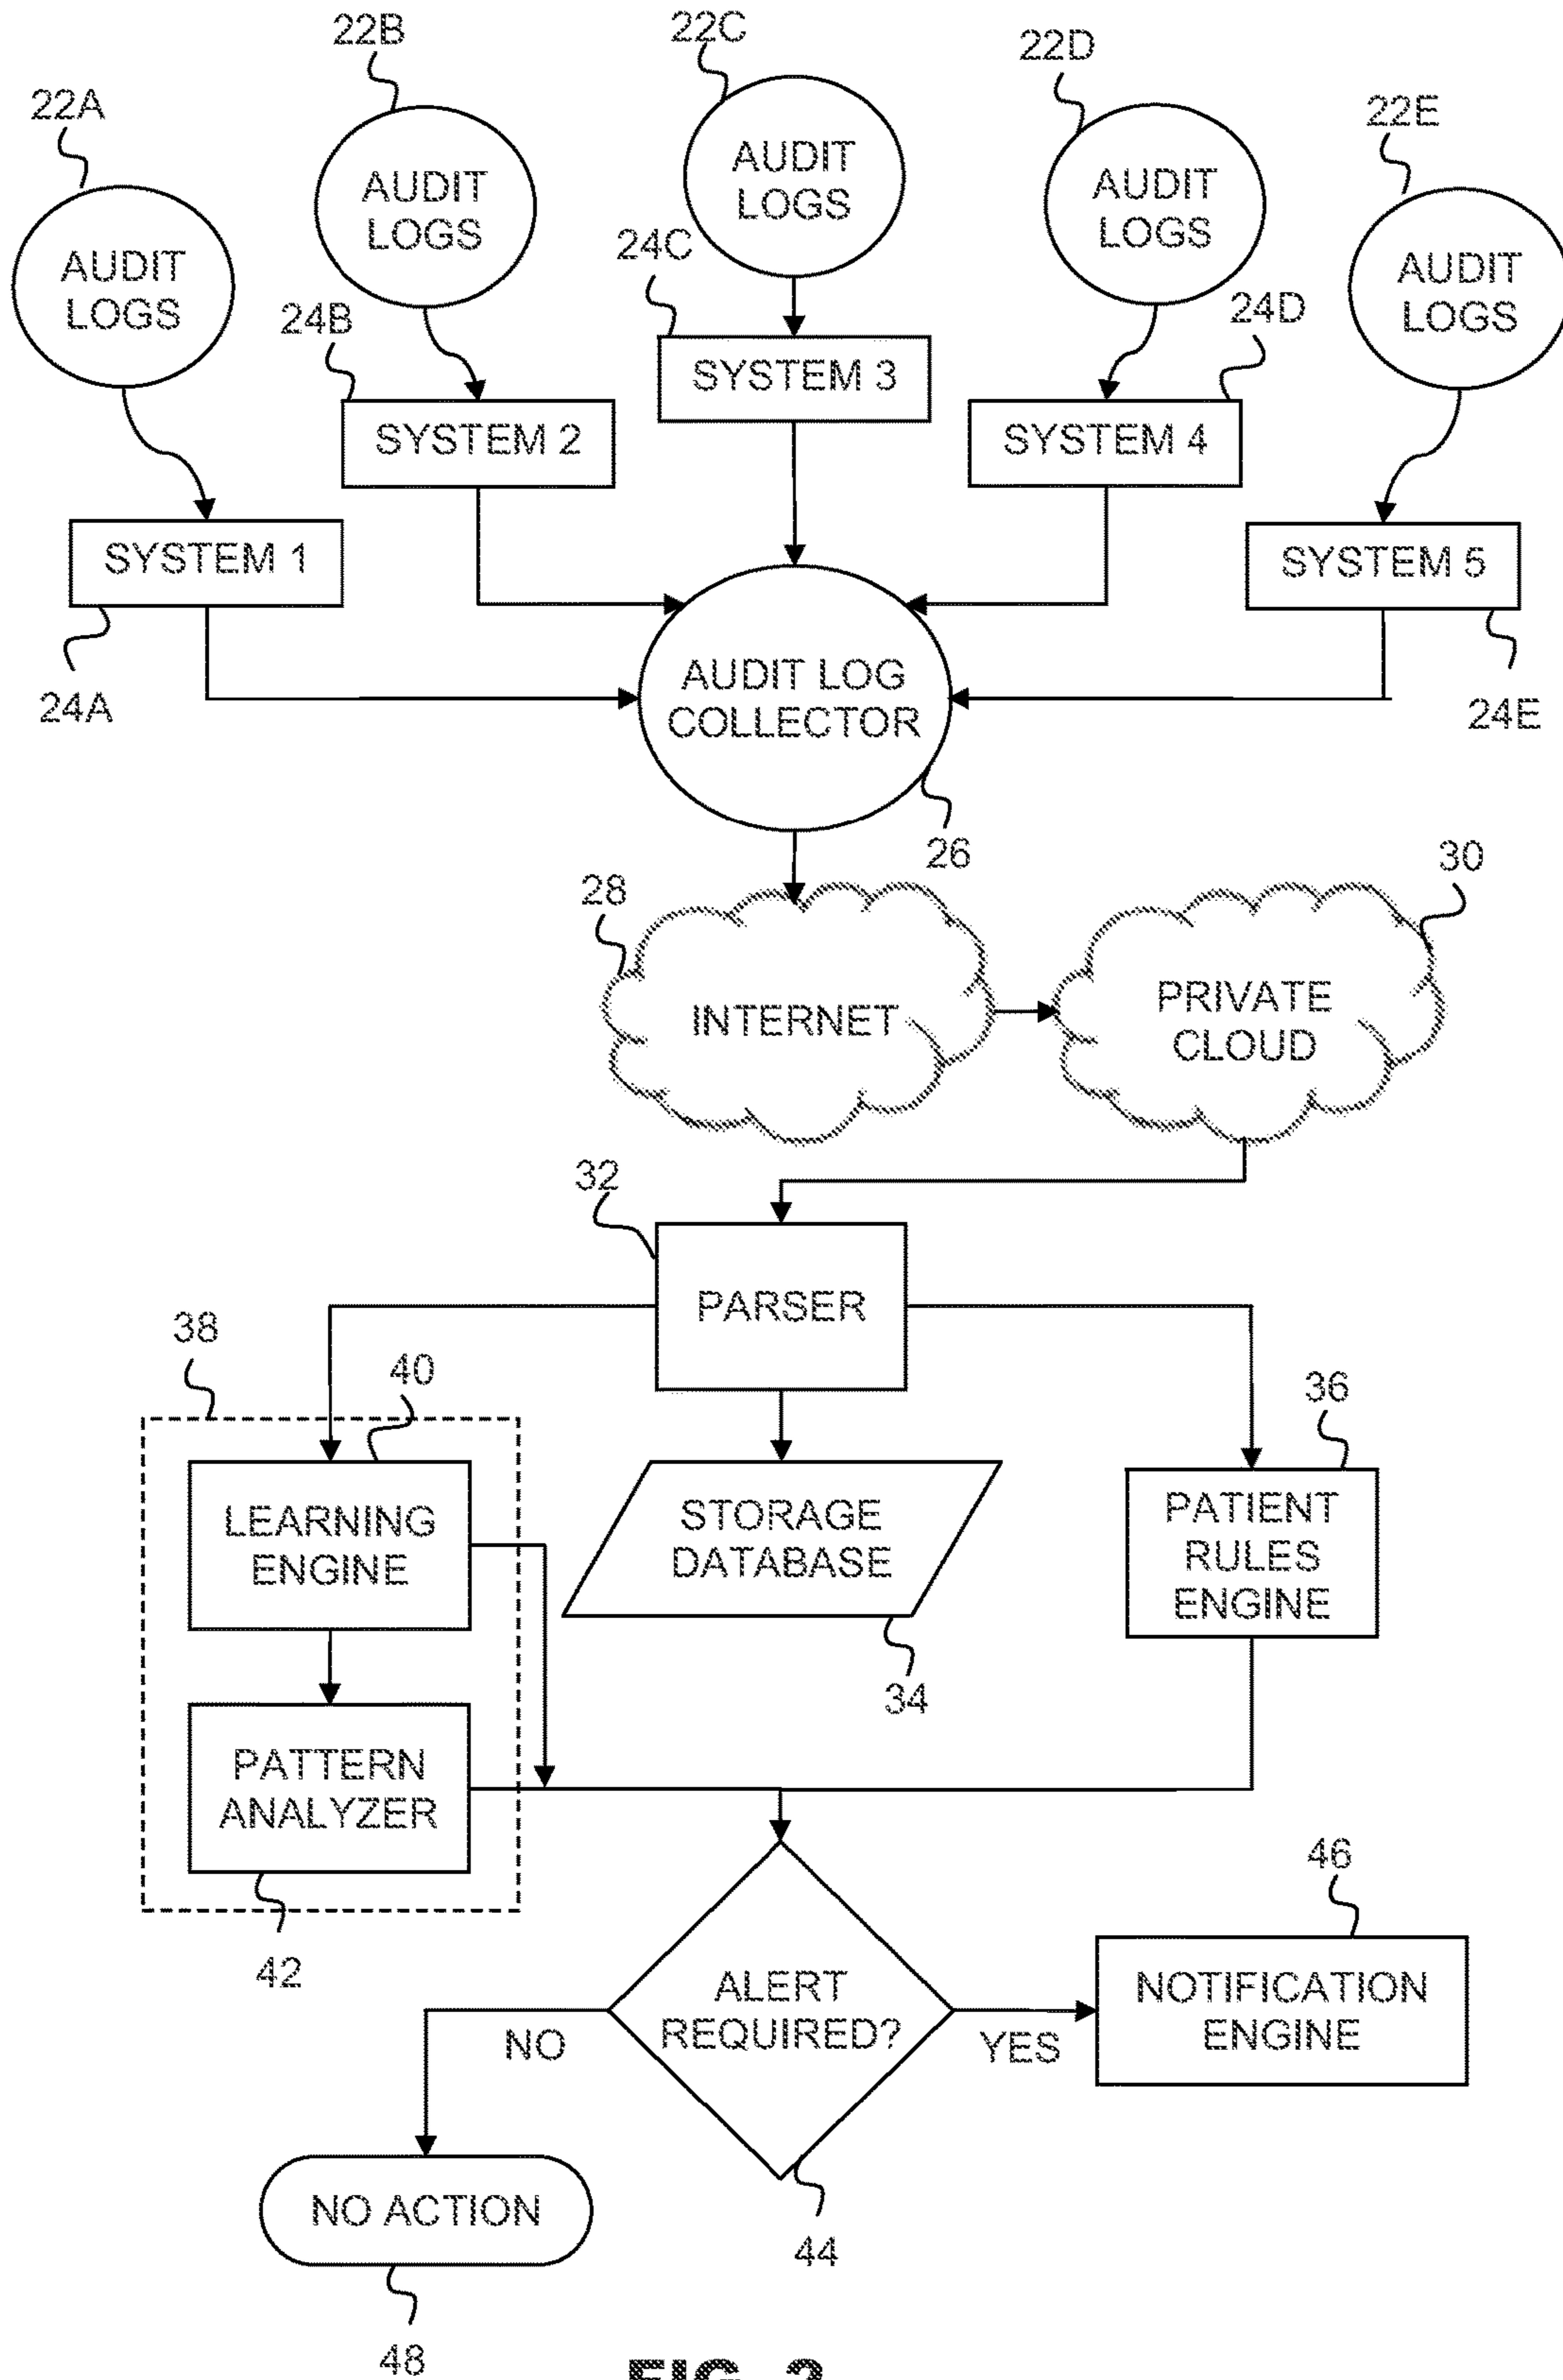 22A
22B
22C
22D
22E
AUDIT
LOGS
AUDIT
LOGS
AUDIT
LOGS
AUDIT
LOGS
AUDIT
LOGS
24B
24C
24D
SYSTEM 1
SYSTEM 2
SYSTEM 3
SYSTEM 4
SYSTEM 5
24A
24E
AUDIT LOG
COLLECTOR
26
28
30
INTERNET
PRIVATE
CLOUD
32
PARSER
38
40
36
LEARNING
ENGINE
STORAGE
DATABASE
PATIENT
RULES
ENGINE
34
PATTERN
ANALYZER
42
46
ALERT
REQUIRED?
NO
YES
NOTIFICATION
ENGINE
NO ACTION
44
48